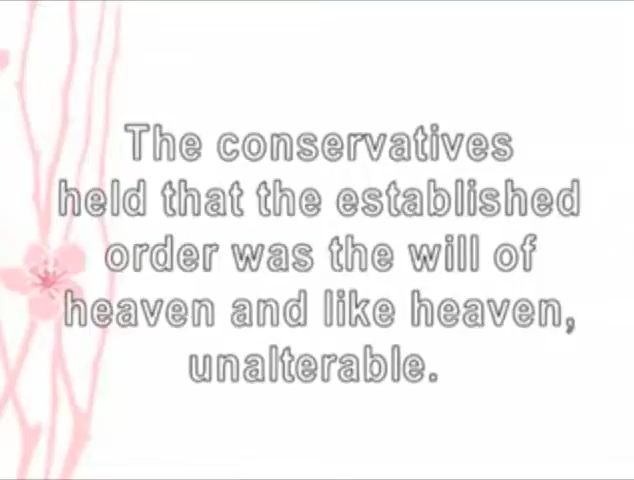 The conservatives
held that the established
order was the will of
heaven and like heaven,
unalterable.